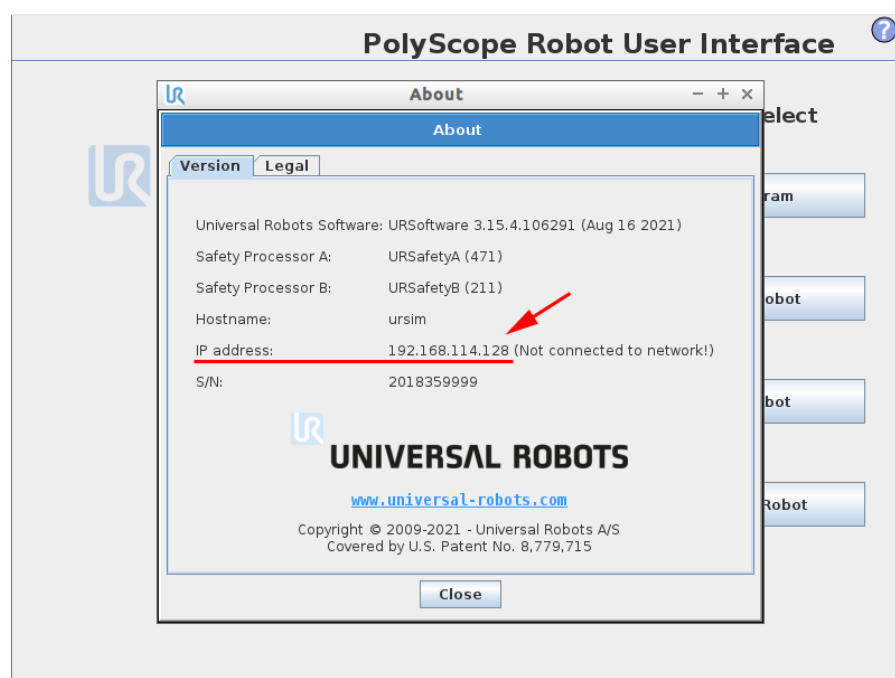 PolyScope Robot User Interface
?
About
elect
About
Version Legal
ram
Universal Robots Software: URSoftware 3.15.4.106291 (Aug 16 2021)
Safety Processor A: URSafetyA (471)
Safety Processor B: URSafetyB (211)
obot
Hostname: ursim
IP address: 192.168.114.128 (Not connected to network!)
S/N: 2018359999
bot
UR
UNIVERSAL ROBOTS
www.universal-robots.com
Robot
Copyright © 2009-2021 - Universal Robots A/S
Covered by U.S. Patent No. 8,779,715
Close